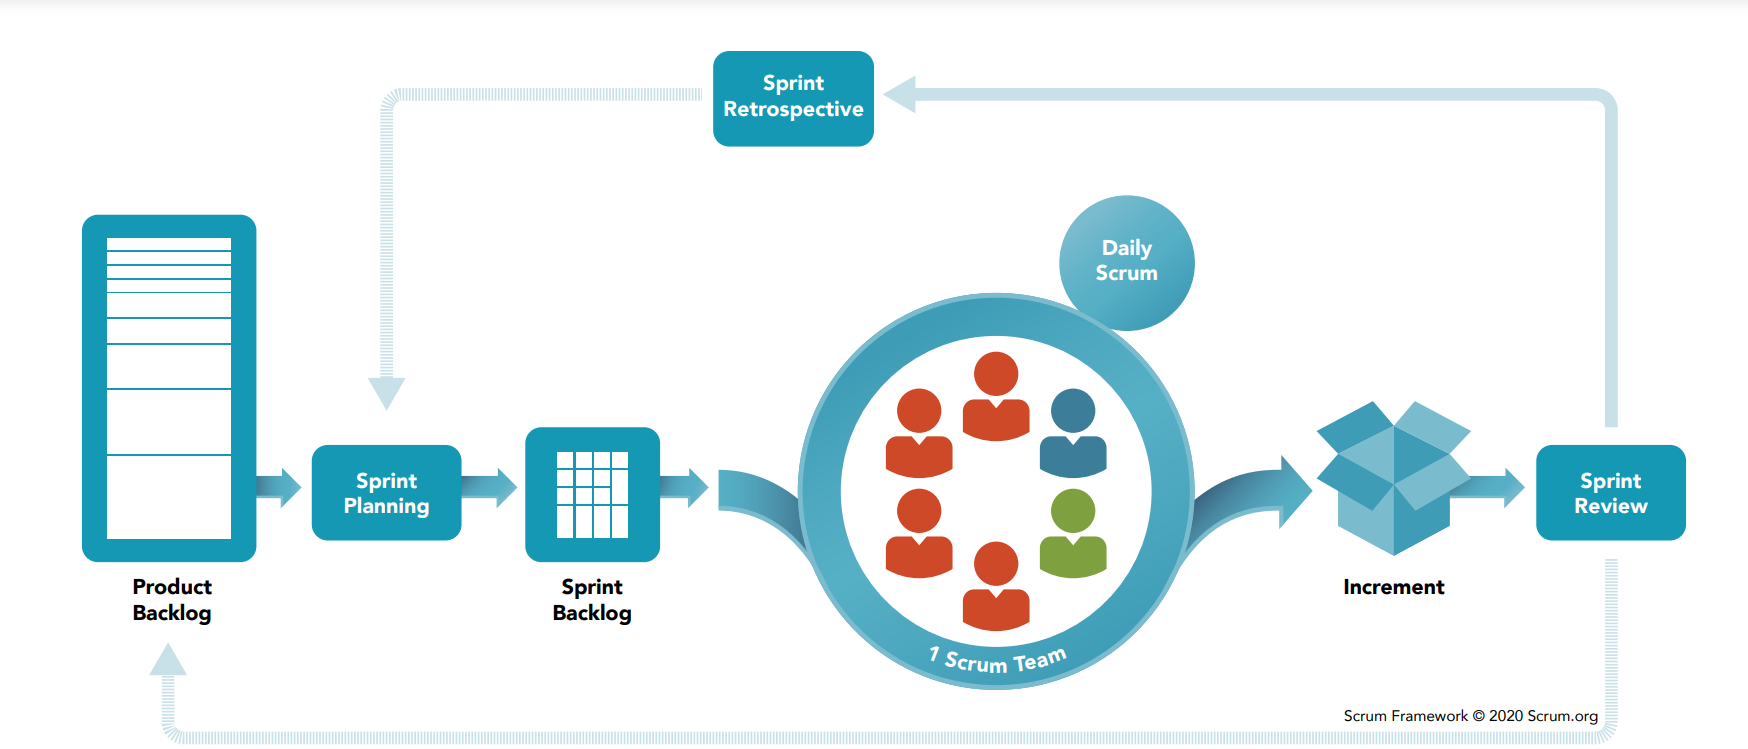 Sprint
Retrospective
Daily
Scrum
Sprint
Planning
Sprint
Review
Product
Backlog
Sprint
Backlog
Increment
1 Scrum Team
Scrum Framework © 2020 Scrum.org